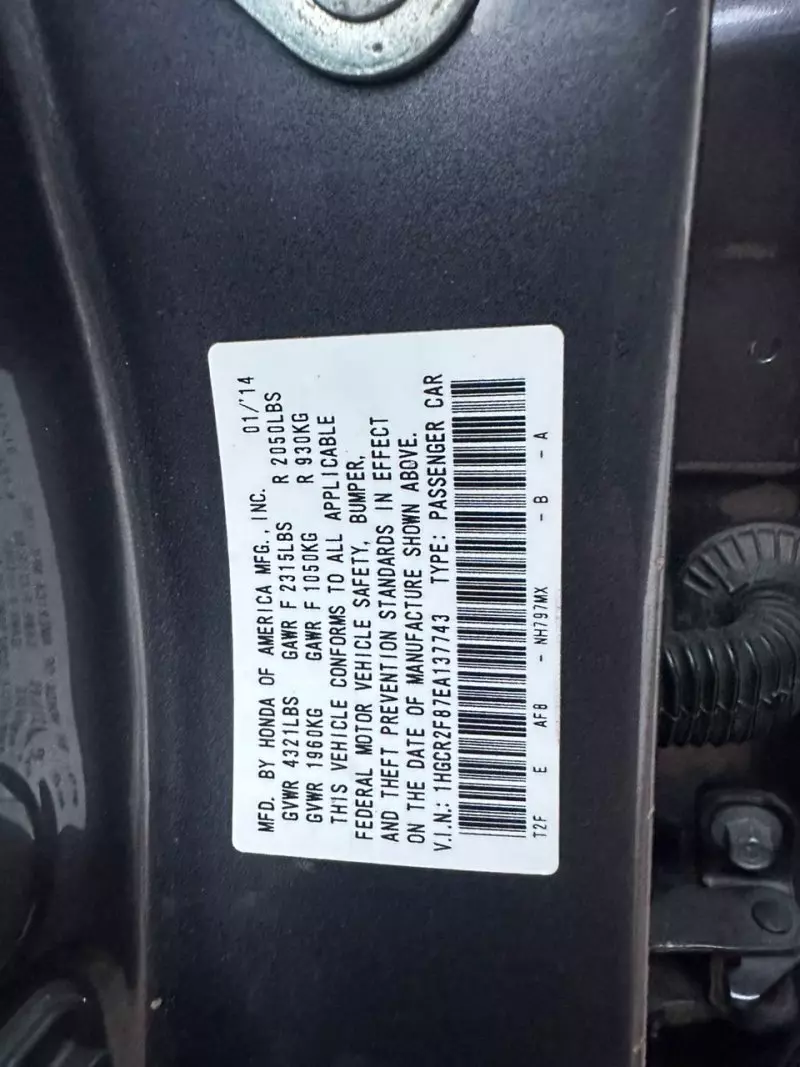 MFD. BY HONDA OF AMERICA MFG., INC. 01/'14
GVWR 4321LBS GAWR F 2315LBS R 2050LBS
GVWR 1960KG GAWR F 1050KG R 930KG
THIS VEHICLE CONFORMS TO ALL APPLICABLE
FEDERAL MOTOR VEHICLE SAFETY, BUMPER,
AND THEFT PREVENTION STANDARDS IN EFFECT
ON THE DATE OF MANUFACTURE SHOWN ABOVE.
V.I.N.: 1HGCR2F87EA137743 TYPE: PASSENGER CAR
T2F E AF8 - NH797MX - B - A